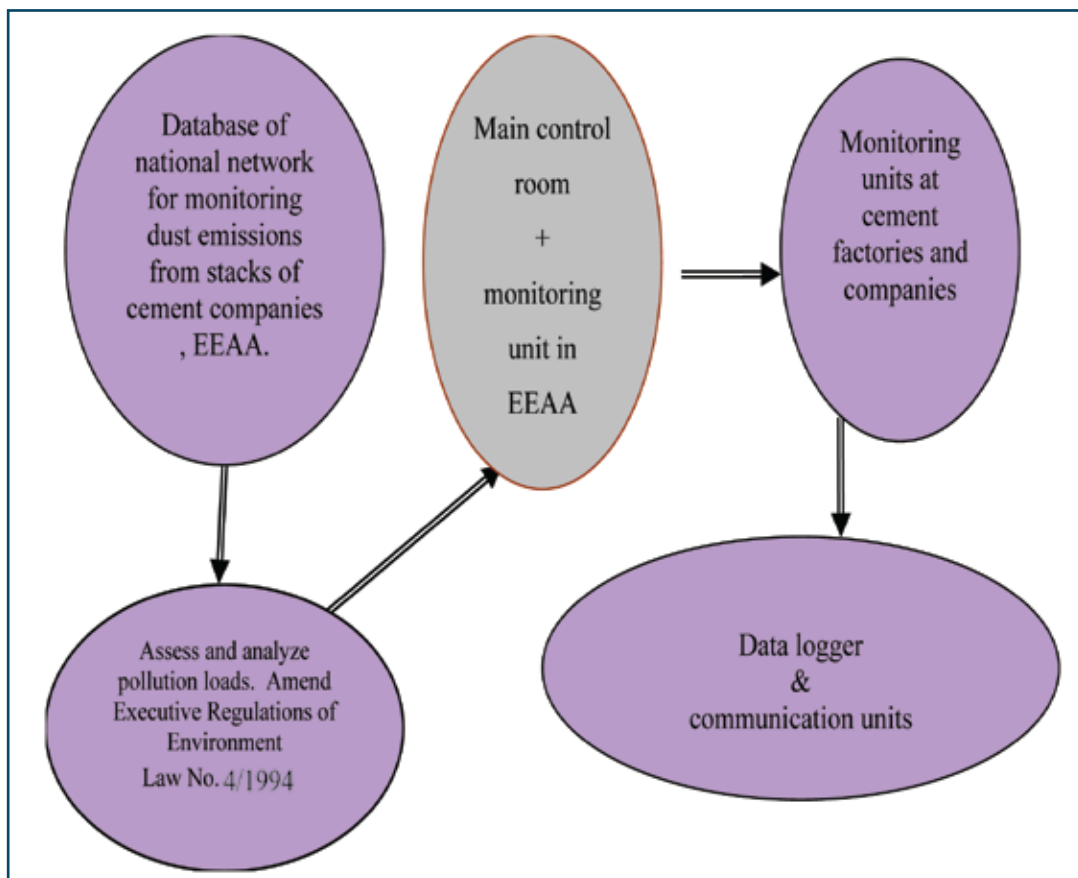 Database of
national network
for monitoring
dust emissions
from stacks of
cement companies
, EEAA.
Assess and analyze
pollution loads.  Amend
Executive Regulations of
Environment
Law No. 4/1994
Main control
room
+
monitoring
unit in
EEAA
Monitoring
units at
cement
factories and
companies
Data logger
&
communication units